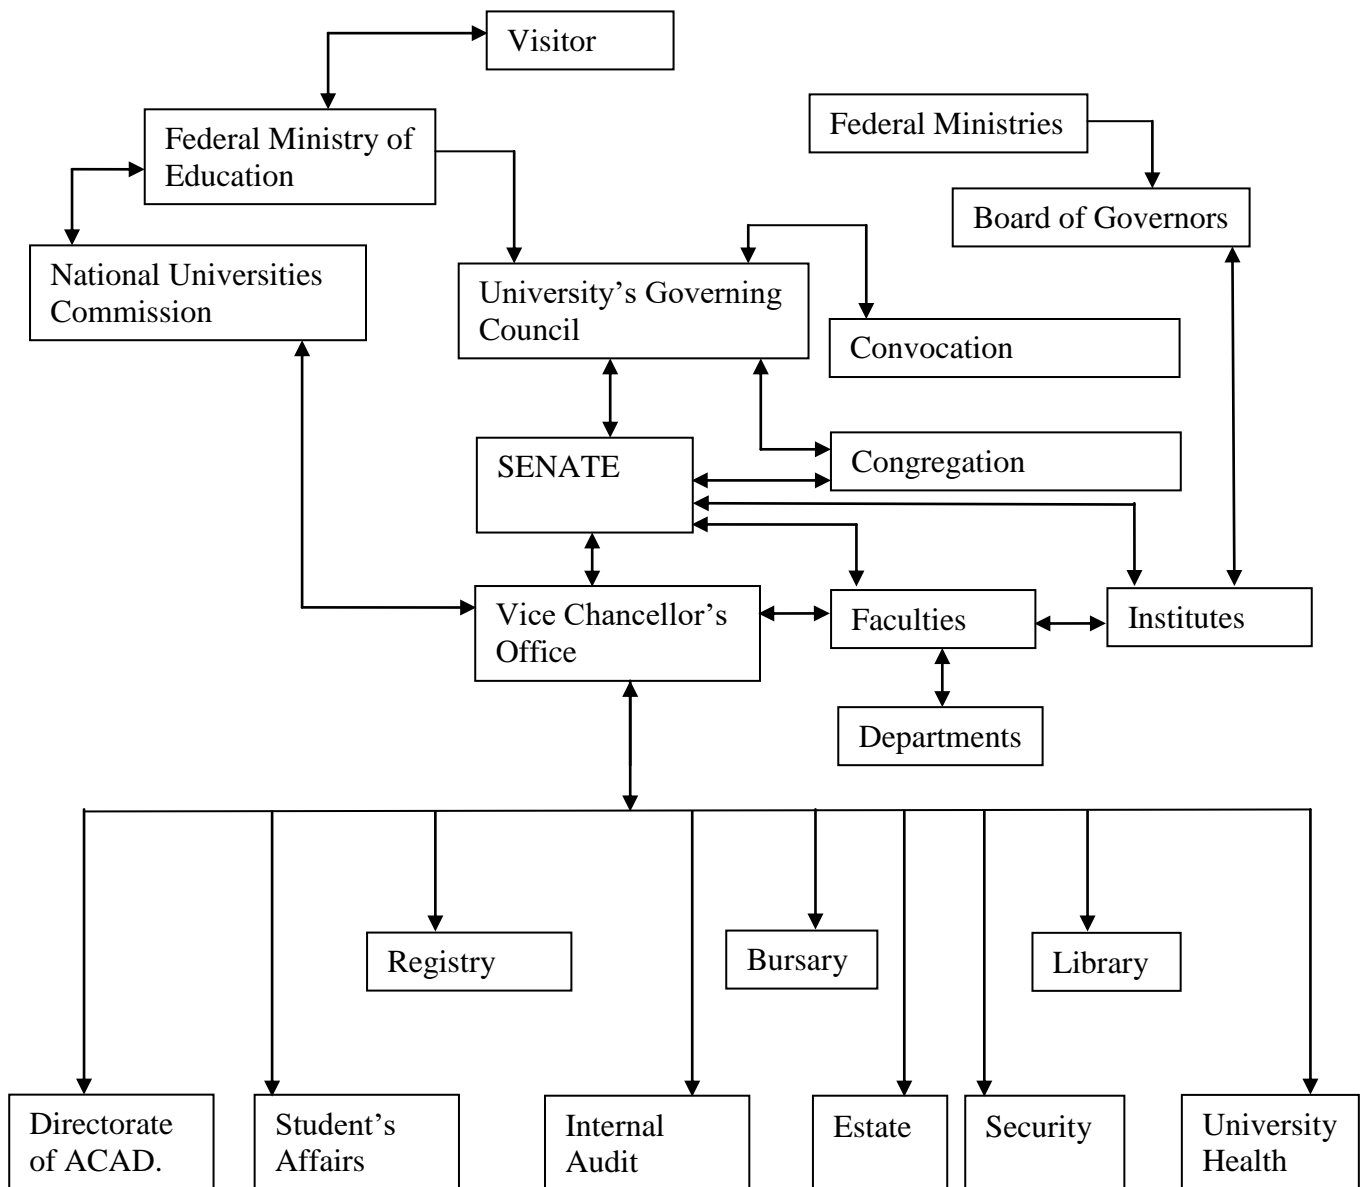 Visitor
Federal Ministries
Federal Ministry of
Education
Board of Governors
National Universities
Commission
University’s Governing
Council
Convocation
SENATE
Congregation
Vice Chancellor’s
Office
Faculties
Institutes
Departments
Registry
Bursary
Library
Directorate
of ACAD.
Student’s
Affairs
Internal
Audit
Estate
Security
University
Health